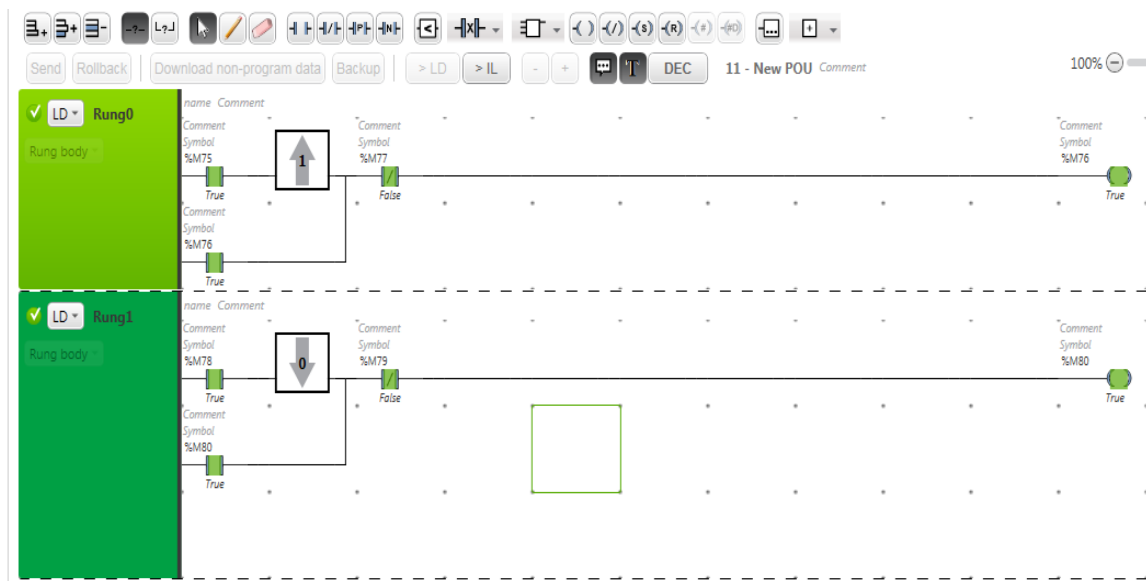 -?- L?J P N < X ( ) (/) (S) (R) (#) (#D) ... +
Send Rollback Download non-program data Backup > LD > IL - + T DEC 11 - New POU Comment 100%
LD Rung0
Rung body
name Comment
Comment Comment Comment
Symbol Symbol Symbol
%M75 1 %M77 %M76
True False True
Comment
Symbol
%M76
True
LD Rung1
Rung body
name Comment
Comment Comment Comment
Symbol Symbol Symbol
%M78 0 %M79 %M80
True False True
Comment
Symbol
%M80
True